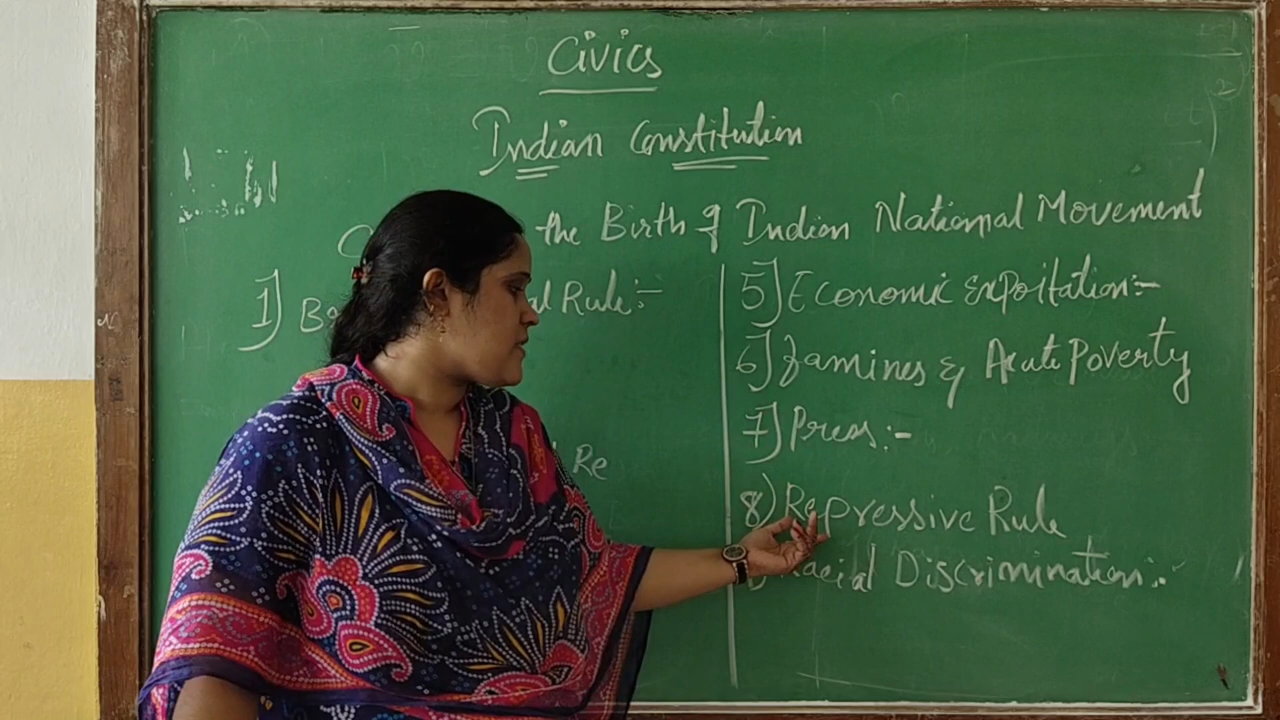 Civics
Indian Constitution
the Birth of Indian National Movement
1) al Rule:-
Re
5] Economic Expoitation:-
6] Famines & Acute Poverty
7] Press:-
8) Repressive Rule
acial Discrimination:-